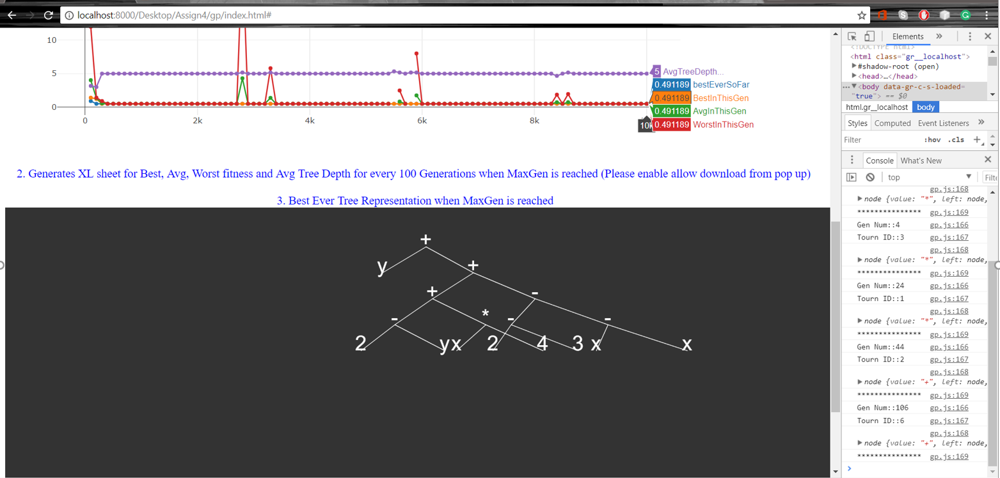 localhost:8000/Desktop/Assign4/gp/index.html#
10
5
0
0
2k
4k
6k
8k
10k
5 AvgTreeDepth...
0.491189 bestEverSoFar
0.491189 BestInThisGen
0.491189 AvgInThisGen
0.491189 WorstInThisGen
2. Generates XL sheet for Best, Avg, Worst fitness and Avg Tree Depth for every 100 Generations when MaxGen is reached (Please enable allow download from pop up)
3. Best Ever Tree Representation when MaxGen is reached
+
y +
+ -
- * - -
2 y x 2 4 3 x x
Elements »
<!DOCTYPE html>
<html class="gr__localhost">
#shadow-root (open)
<head>…</head>
<body data-gr-c-s-loaded=
"true"> == $0
html.gr__localhost body
Styles Computed Event Listeners »
Filter :hov .cls +
Console What's New
top Filte
gp.js:168
node {value: "*", left: node,
*************** gp.js:169
Gen Num::4 gp.js:166
Tourn ID::3 gp.js:167
gp.js:168
node {value: "*", left: node,
*************** gp.js:169
Gen Num::24 gp.js:166
Tourn ID::1 gp.js:167
gp.js:168
node {value: "*", left: node,
*************** gp.js:169
Gen Num::44 gp.js:166
Tourn ID::2 gp.js:167
gp.js:168
node {value: "+", left: node,
*************** gp.js:169
Gen Num::106 gp.js:166
Tourn ID::6 gp.js:167
gp.js:168
node {value: "+", left: node,
*************** gp.js:169